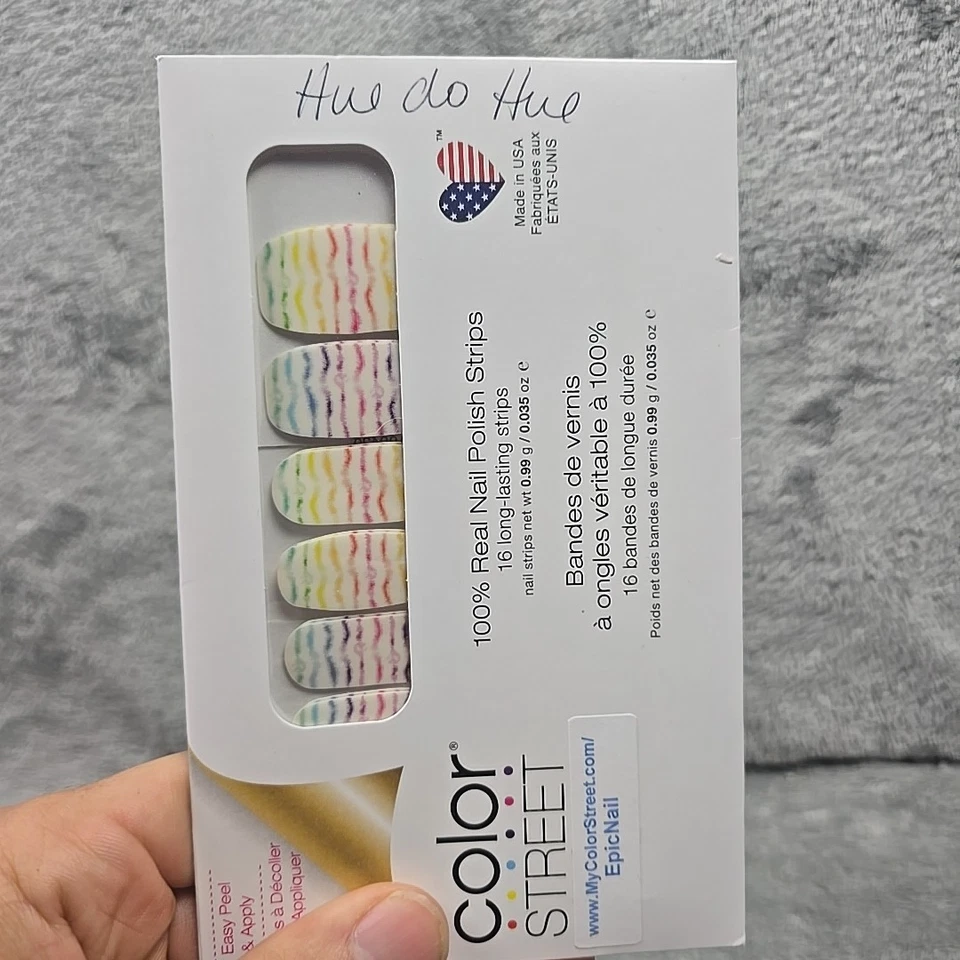 Hue do Hue
™
Made in USA
Fabriquées aux
ÉTATS-UNIS
100% Real Nail Polish Strips
16 long-lasting strips
nail strips net wt 0.99 g / 0.035 oz e
Bandes de vernis
à ongles véritable à 100%
16 bandes de longue durée
Poids net des bandes de vernis 0.99 g / 0.035 oz e
color®
STREET
www.MyColorStreet.com/
EpicNail
Easy Peel
& Apply
s à Décoller
Appliquer